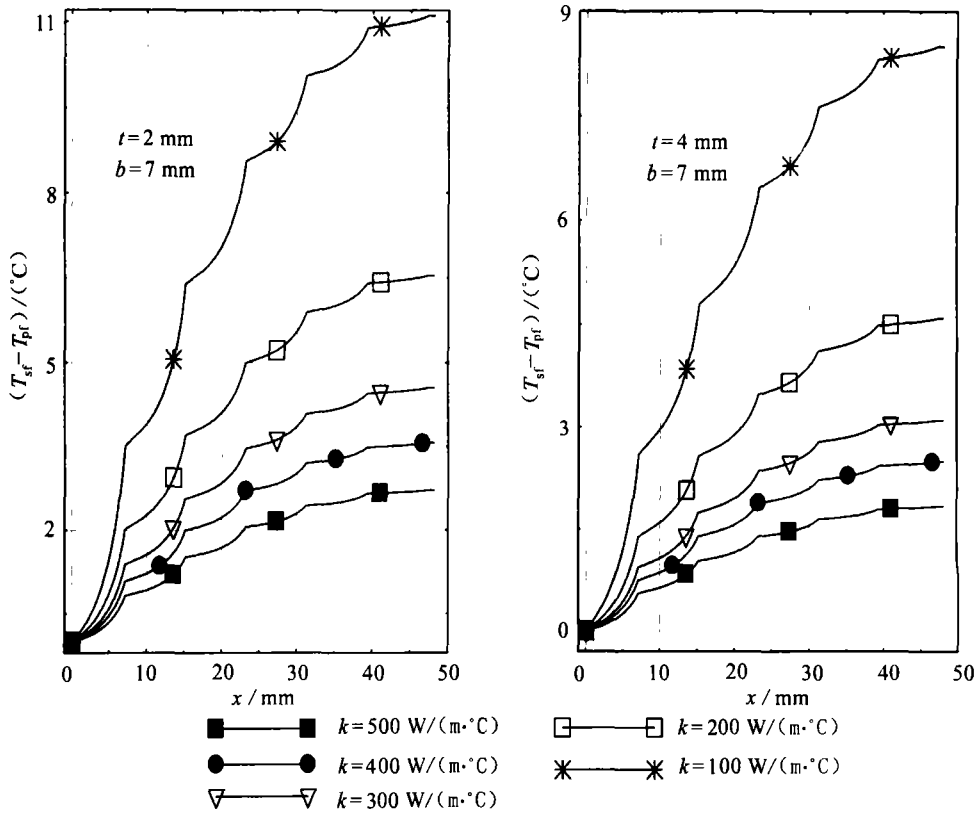 11
8
5
2
(T_sf−T_pf)/(℃)
t=2 mm
b=7 mm
0 10 20 30 40 50
x / mm
9
6
3
0
(T_sf−T_pf)/(℃)
t=4 mm
b=7 mm
0 10 20 30 40 50
x / mm
k=500 W/(m·℃)
k=400 W/(m·℃)
k=300 W/(m·℃)
k=200 W/(m·℃)
k=100 W/(m·℃)